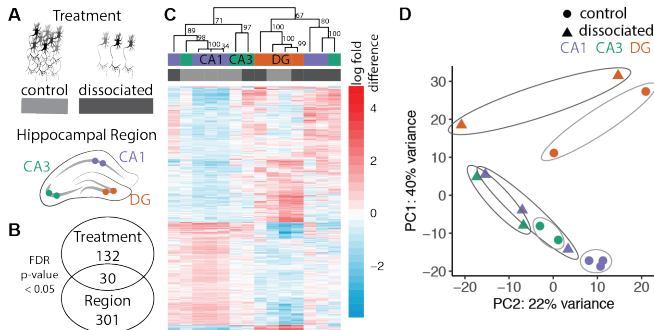 A
Treatment
control
dissociated
Hippocampal Region
CA3
CA1
DG
B
Treatment
132
30
Region
301
FDR
p-value
< 0.05
C
67
71
80
97
100
89
98
100
34
100
100
99
CA1
CA3
DG
log fold
difference
4
2
0
−2
D
control
dissociated
CA1
CA3
DG
PC1: 40% variance
30
20
10
0
−10
−20
−20
−10
0
10
20
PC2: 22% variance